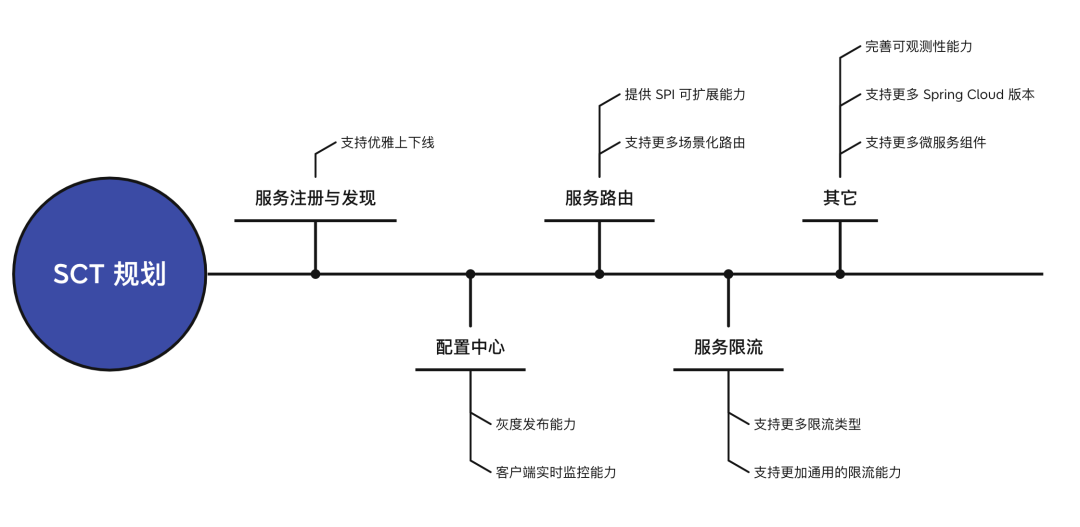 SCT 规划
支持优雅上下线
服务注册与发现
配置中心
灰度发布能力
客户端实时监控能力
提供 SPI 可扩展能力
支持更多场景化路由
服务路由
服务限流
支持更多限流类型
支持更加通用的限流能力
完善可观测性能力
支持更多 Spring Cloud 版本
支持更多微服务组件
其它